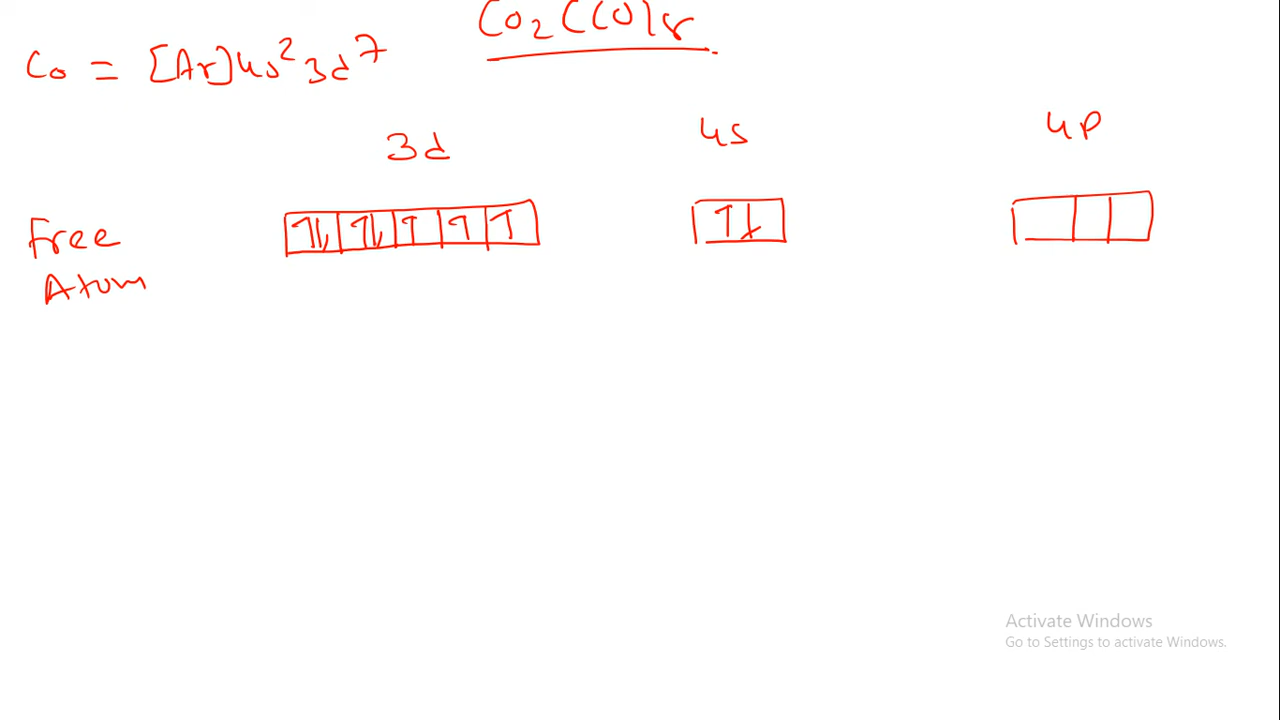 Co2(CO)8
Co = [Ar]4s²3d⁷
3d 4s 4p
Free
Atom
↑↓ ↑↓ ↑ ↑ ↑ ↑↓
Activate Windows
Go to Settings to activate Windows.